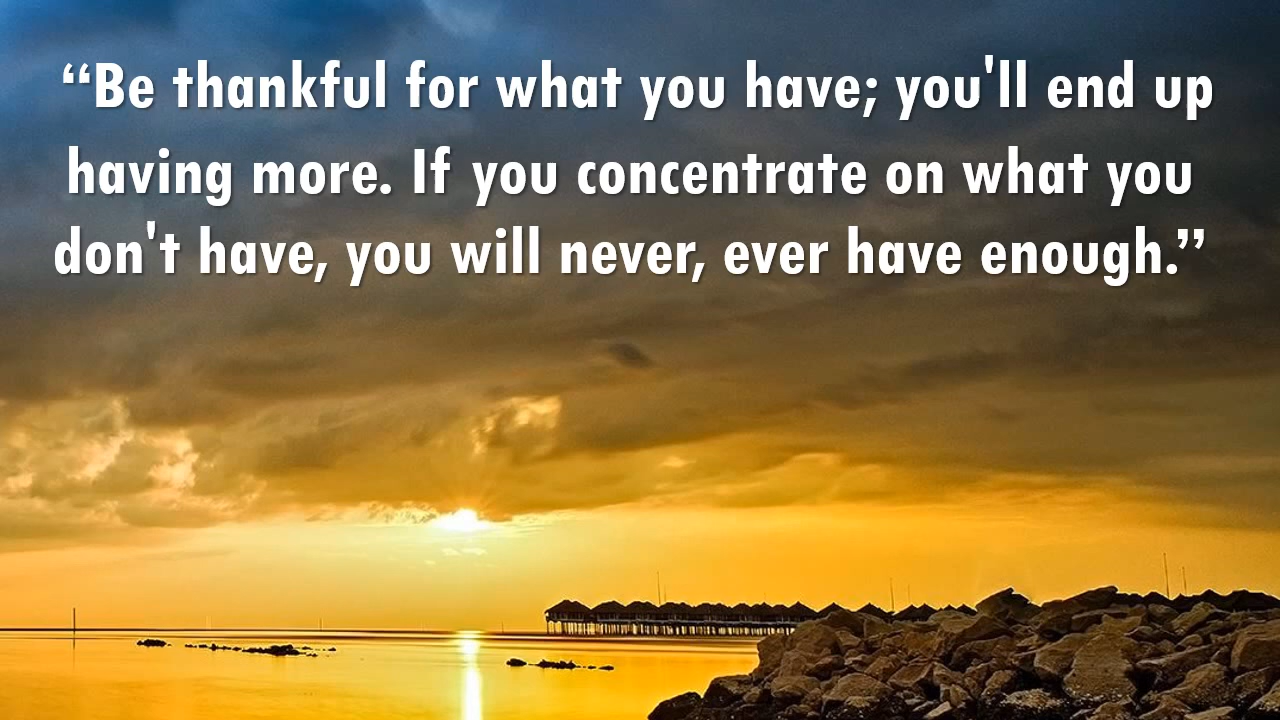 “Be thankful for what you have; you'll end up
having more. If you concentrate on what you
don't have, you will never, ever have enough.”